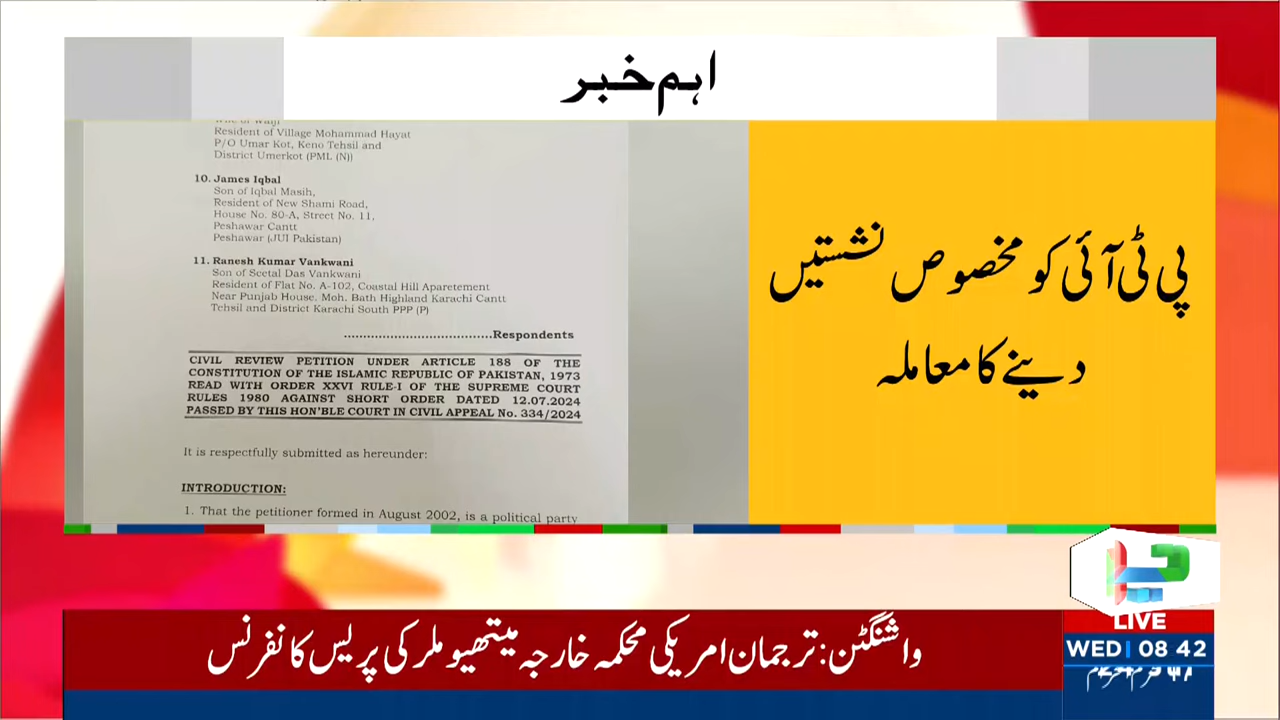 اہم خبر
Resident of Village Mohammad Hayat
P/O Umar Kot, Keno Tehsil and
District Umerkot (PML (N))
10. James Iqbal
Son of Iqbal Masih,
Resident of New Shami Road,
House No. 80-A, Street No. 11,
Peshawar Cantt
Peshawar (JUI Pakistan)
11. Ranesh Kumar Vankwani
Son of Seetal Das Vankwani
Resident of Flat No. A-102, Coastal Hill Aparetement
Near Punjab House. Moh. Bath Highland Karachi Cantt
Tehsil and District Karachi South PPP (P)
.......................................Respondents
CIVIL REVIEW PETITION UNDER ARTICLE 188 OF THE
CONSTITUTION OF THE ISLAMIC REPUBLIC OF PAKISTAN, 1973
READ WITH ORDER XXVI RULE-I OF THE SUPREME COURT
RULES 1980 AGAINST SHORT ORDER DATED 12.07.2024
PASSED BY THIS HON'BLE COURT IN CIVIL APPEAL No. 334/2024
It is respectfully submitted as hereunder:
INTRODUCTION:
1. That the petitioner formed in August 2002, is a political party
پی ٹی آئی کو مخصوص نشستیں
دینے کا معاملہ
LIVE
WED 08 42
واشنگٹن: ترجمان امریکی محکمہ خارجہ میتھیو ملر کی پریس کانفرنس